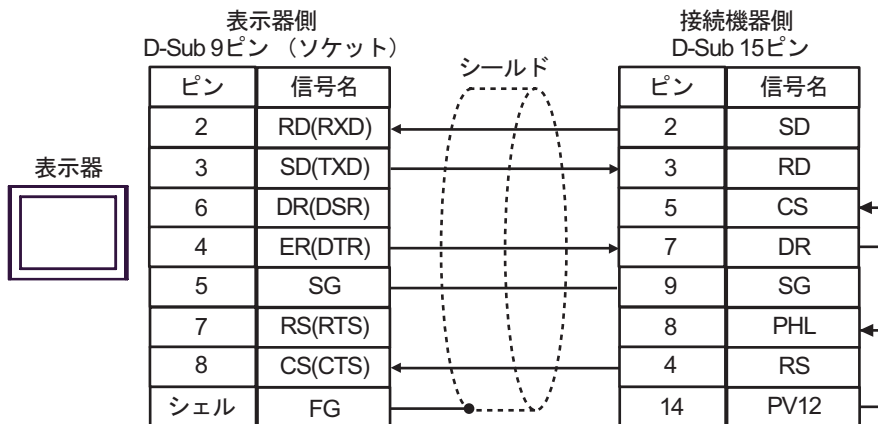 表示器側
D-Sub 9ピン (ソケット)
接続機器側
D-Sub 15ピン
シールド
表示器
ピン 信号名 ピン 信号名
2 RD(RXD) 2 SD
3 SD(TXD) 3 RD
6 DR(DSR) 5 CS
4 ER(DTR) 7 DR
5 SG 9 SG
7 RS(RTS) 8 PHL
8 CS(CTS) 4 RS
シェル FG 14 PV12